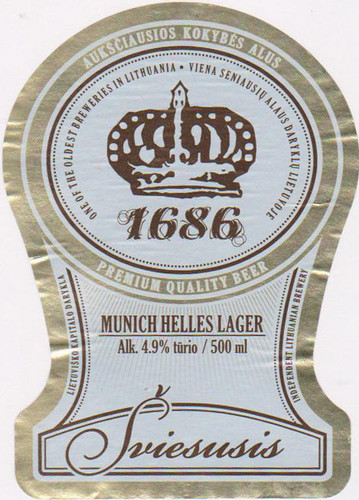 AUKŠČIAUSIOS KOKYBĖS ALUS
ONE OF THE OLDEST BREWERIES IN LITHUANIA • VIENA SENIAUSIŲ ALAUS DARYKLŲ LIETUVOJE
1686
PREMIUM QUALITY BEER
LIETUVIŠKO KAPITALO DARYKLA
INDEPENDENT LITHUANIAN BREWERY
MUNICH HELLES LAGER
Alk. 4.9% tūrio / 500 ml
Šviesusis